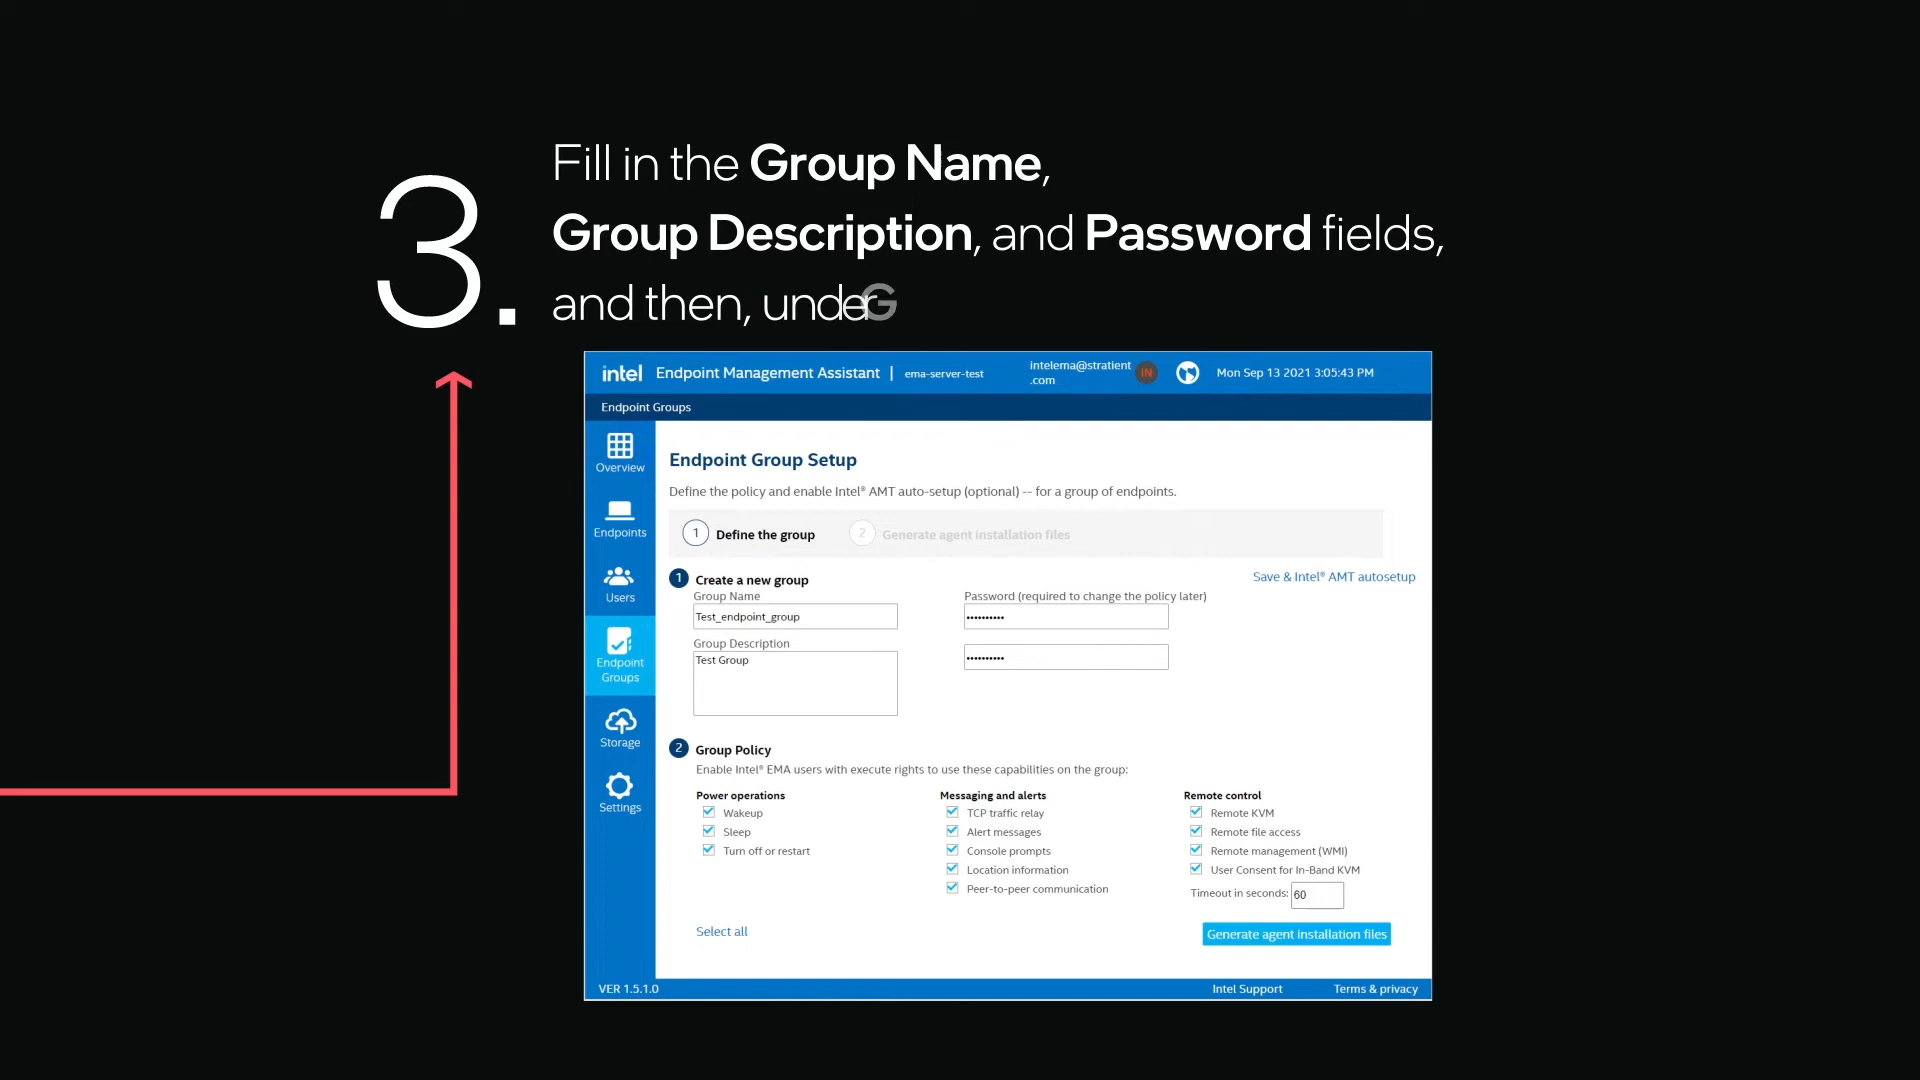 3.
Fill in the Group Name,
Group Description, and Password fields,
and then, under G
intel Endpoint Management Assistant | ema-server-test
intelema@stratient
.com
IN
Mon Sep 13 2021 3:05:43 PM
Endpoint Groups
Overview
Endpoints
Users
Endpoint
Groups
Storage
Settings
Endpoint Group Setup
Define the policy and enable Intel® AMT auto-setup (optional) -- for a group of endpoints.
1 Define the group
2 Generate agent installation files
1 Create a new group
Save & Intel® AMT autosetup
Group Name
Test_endpoint_group
Group Description
Test Group
Password (required to change the policy later)
••••••••••
••••••••••
2 Group Policy
Enable Intel® EMA users with execute rights to use these capabilities on the group:
Power operations
Wakeup
Sleep
Turn off or restart
Messaging and alerts
TCP traffic relay
Alert messages
Console prompts
Location information
Peer-to-peer communication
Remote control
Remote KVM
Remote file access
Remote management (WMI)
User Consent for In-Band KVM
Timeout in seconds: 60
Select all
Generate agent installation files
VER 1.5.1.0
Intel Support
Terms & privacy